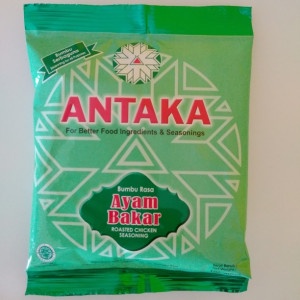 ANTAKA
For Better Food Ingredients & Seasonings
Bumbu Rasa
Ayam
Bakar
ROASTED CHICKEN
SEASONING